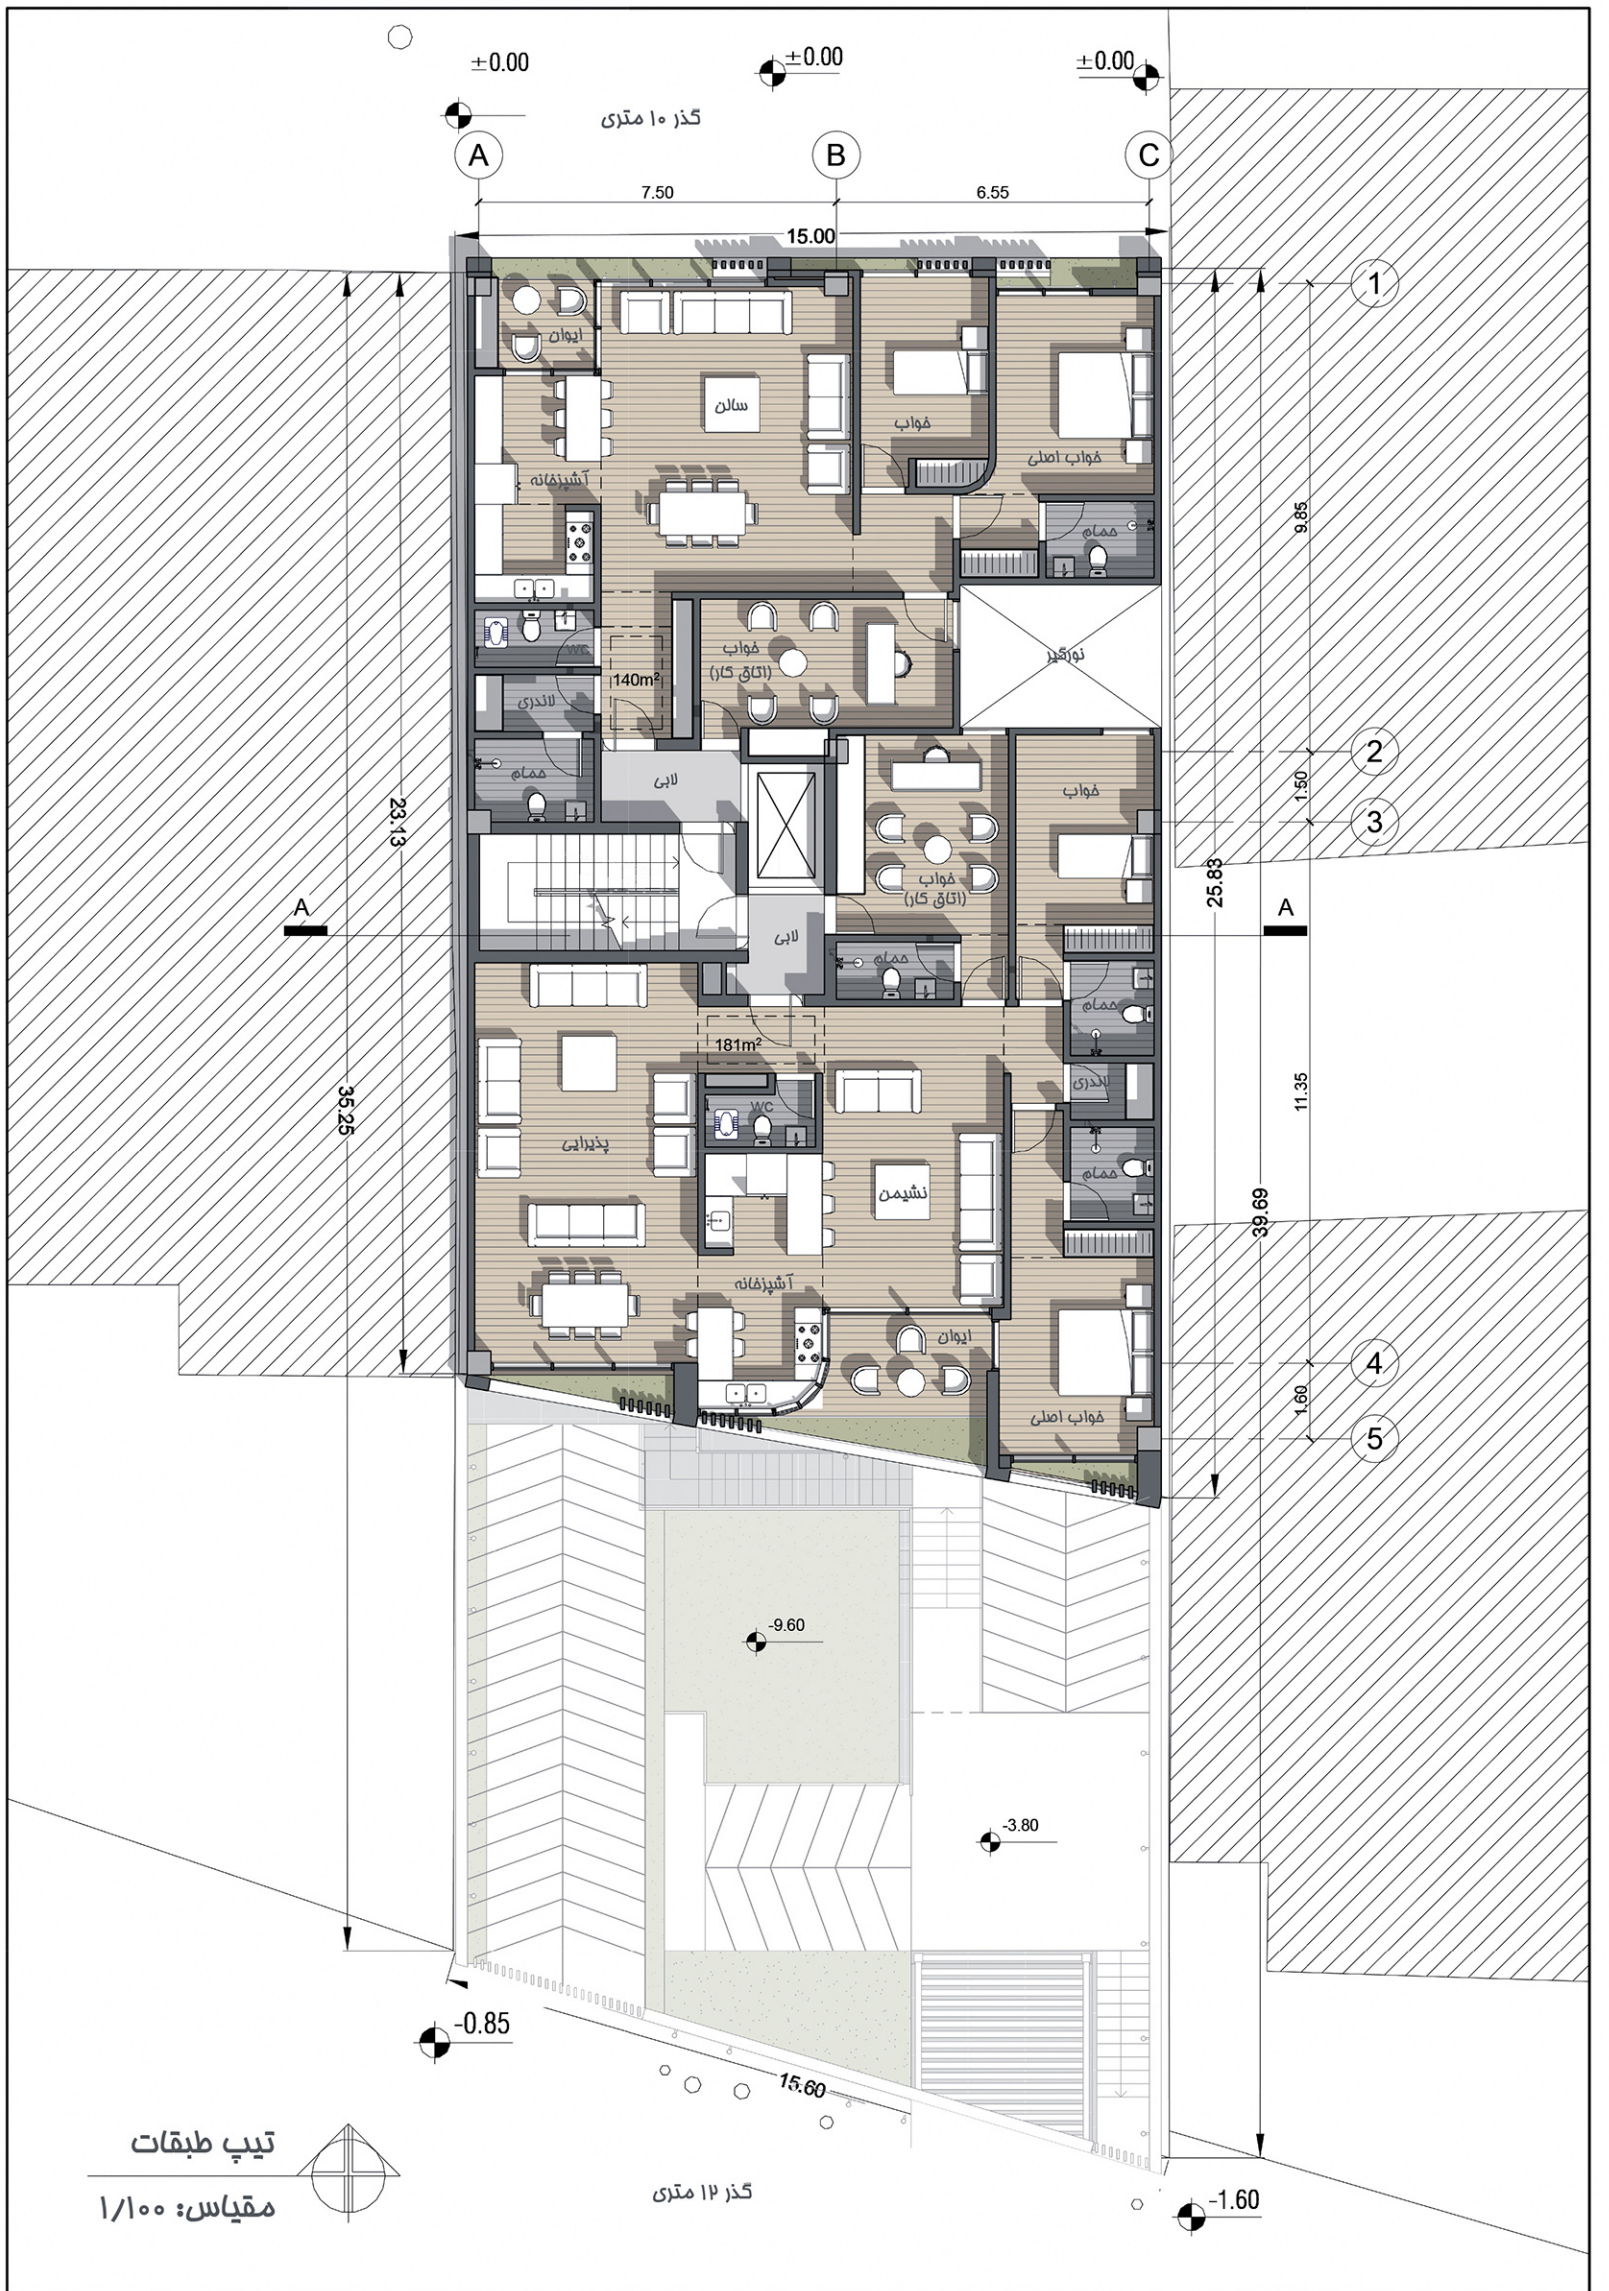 ±0.00
±0.00
±0.00
گذر ۱۰ متری
A
B
C
7.50
6.55
15.00
1
ایوان
سالن
خواب
خواب اصلی
آشپزخانه
حمام
9.85
WC
خواب
(اتاق کار)
نورگیر
140m²
لاندری
لابی
حمام
2
خواب
1.50
3
23.13
25.83
خواب
(اتاق کار)
A
A
لابی
حمام
حمام
181m²
35.25
لاندری
11.35
WC
پذیرایی
حمام
نشیمن
39.69
آشپزخانه
ایوان
4
1.60
خواب اصلی
5
-9.60
-3.80
-0.85
15.60
تیپ طبقات
مقیاس: ۱/۱۰۰
گذر ۱۲ متری
-1.60